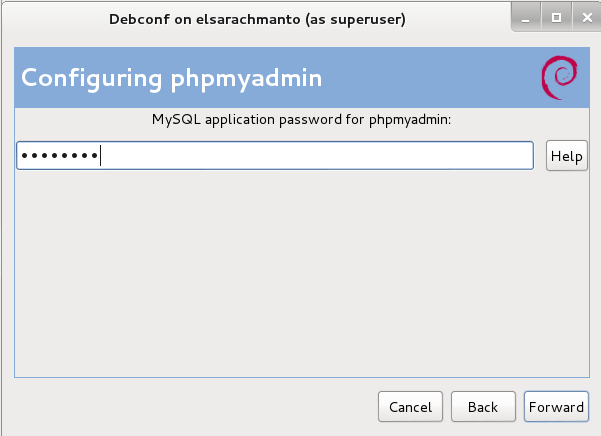 Debconf on elsarachmanto (as superuser)
Configuring phpmyadmin
MySQL application password for phpmyadmin:
••••••••
Help
Cancel
Back
Forward